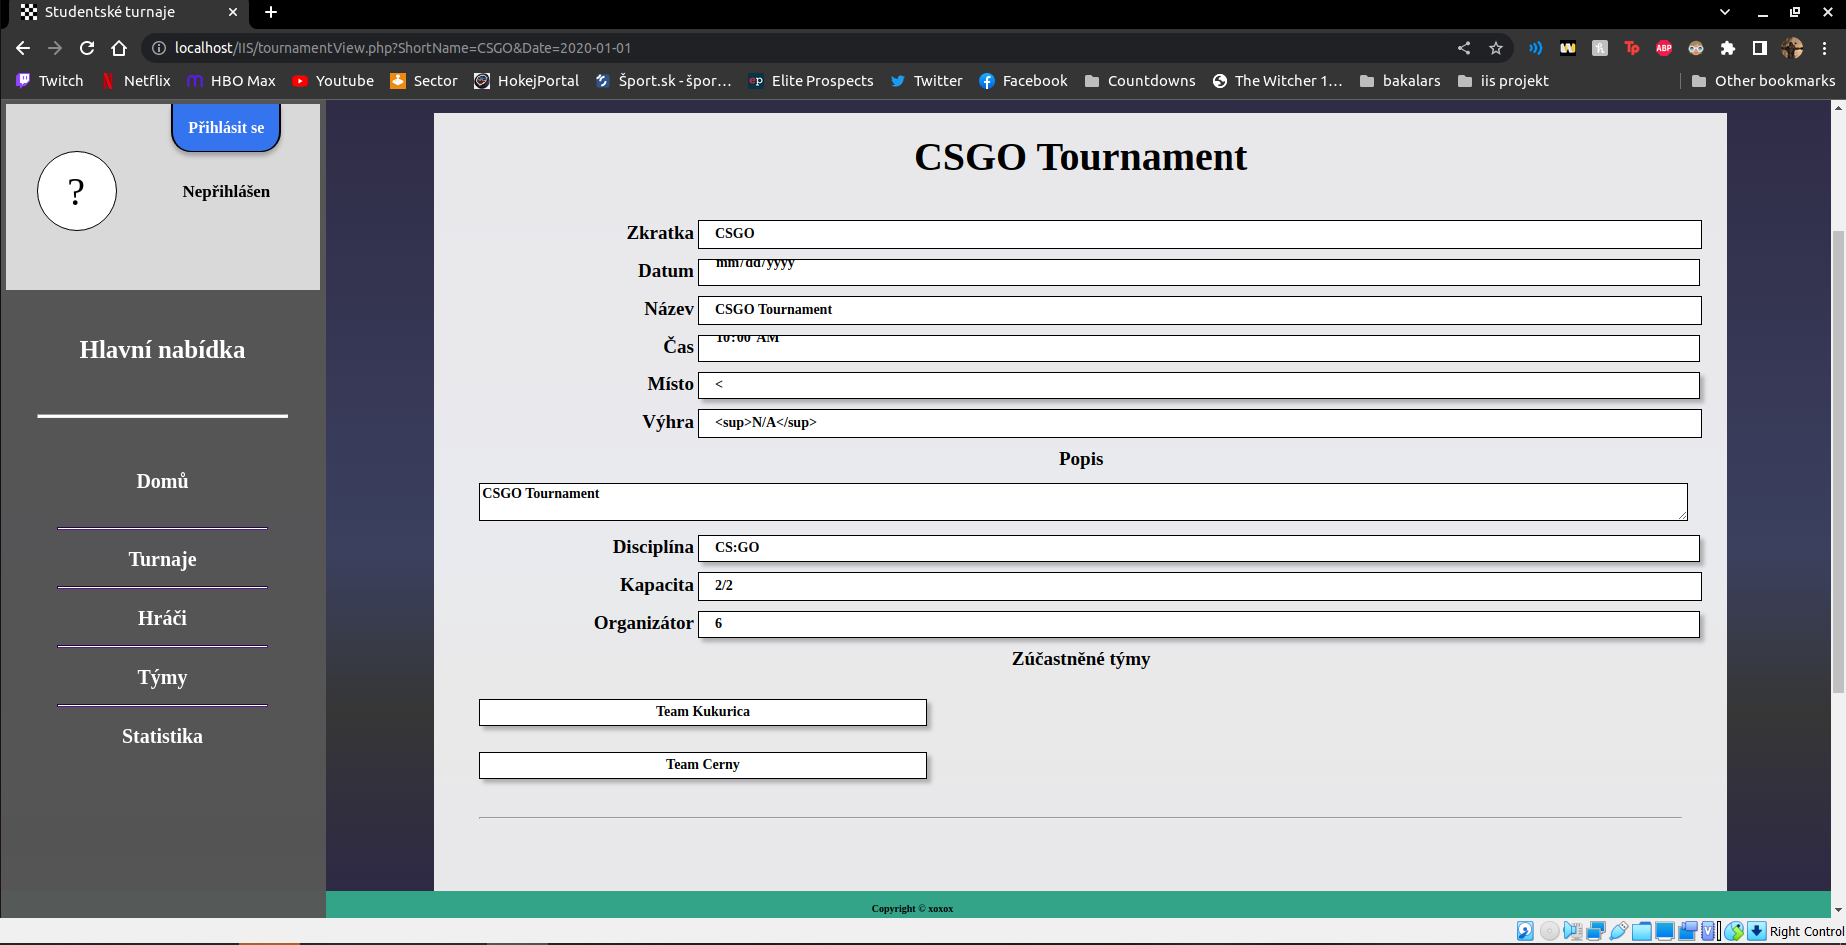 Studentské turnaje
localhost/IIS/tournamentView.php?ShortName=CSGO&Date=2020-01-01
Twitch Netflix HBO Max Youtube Sector HokejPortal Šport.sk - špor… Elite Prospects Twitter Facebook Countdowns The Witcher 1… bakalars iis projekt Other bookmarks
Přihlásit se
?
Nepřihlášen
Hlavní nabídka
Domů
Turnaje
Hráči
Týmy
Statistika
CSGO Tournament
Zkratka CSGO
Datum mm/dd/yyyy
Název CSGO Tournament
Čas 10:00 AM
Místo <
Výhra <sup>N/A</sup>
Popis
CSGO Tournament
Disciplína CS:GO
Kapacita 2/2
Organizátor 6
Zúčastněné týmy
Team Kukurica
Team Cerny
Copyright © xoxox
Right Control